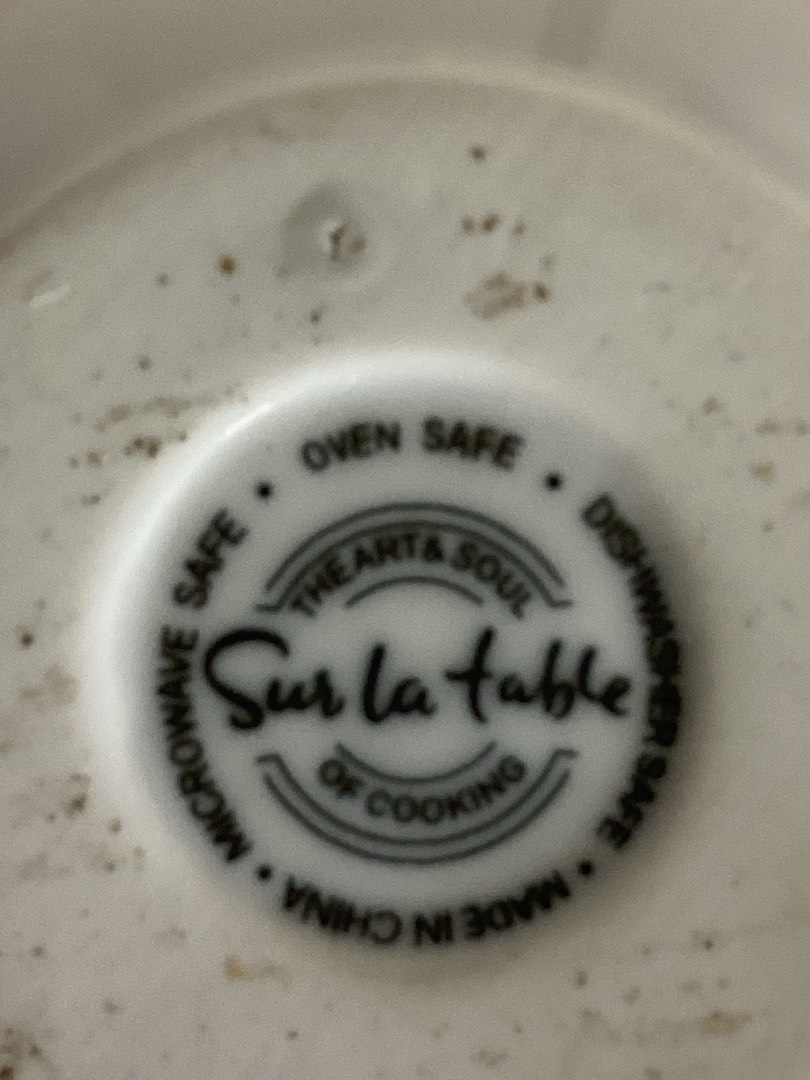 MICROWAVE SAFE • OVEN SAFE • DISHWASHER SAFE • MADE IN CHINA •
THE ART & SOUL
Sur la table
OF COOKING